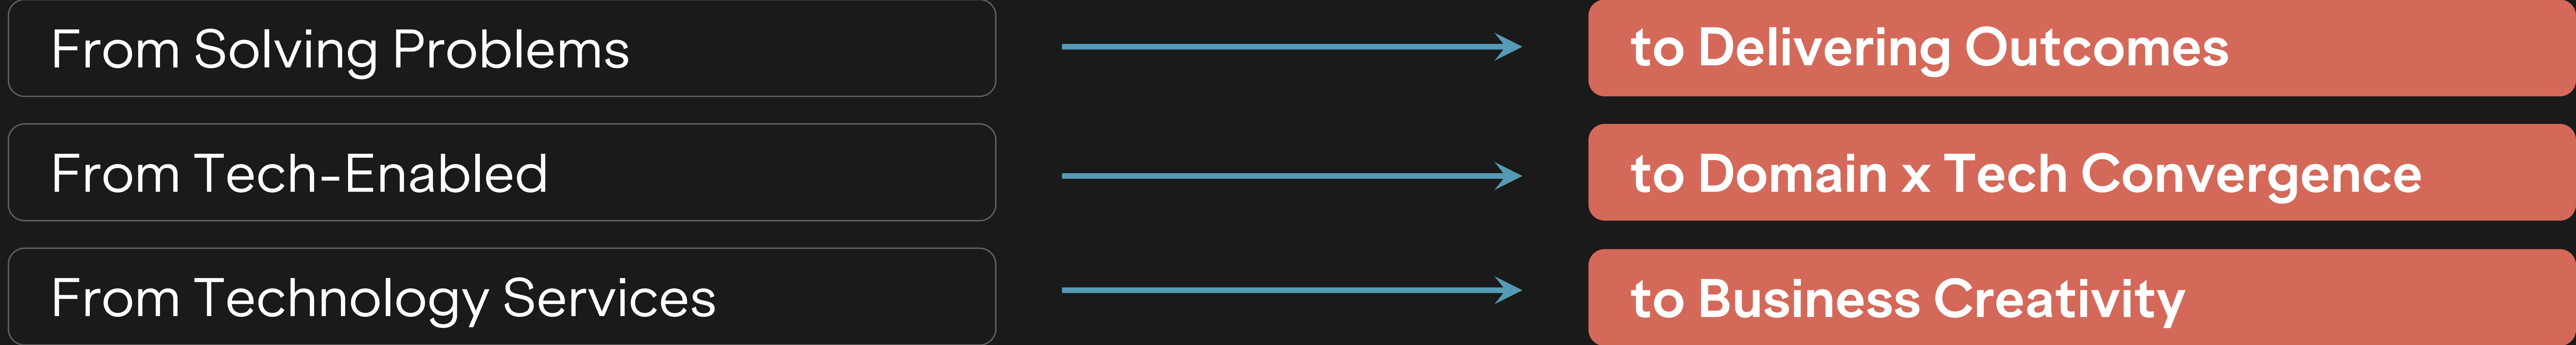 From Solving Problems
to Delivering Outcomes
From Tech-Enabled
to Domain x Tech Convergence
From Technology Services
to Business Creativity